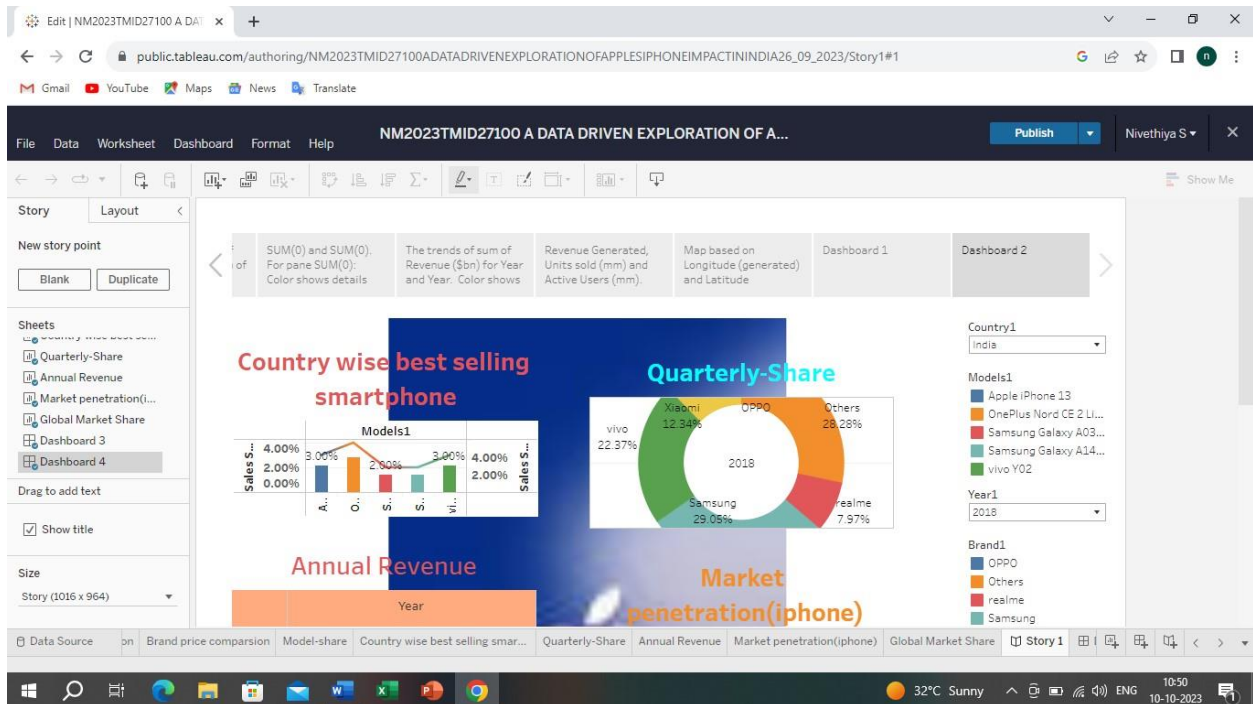 Edit | NM2023TMID27100 A DAT
public.tableau.com/authoring/NM2023TMID27100ADATADRIVENEXPLORATIONOFAPPLESIPHONEIMPACTININDIA26_09_2023/Story1#1
Gmail YouTube Maps News Translate
NM2023TMID27100 A DATA DRIVEN EXPLORATION OF A...
Publish
Nivethiya S
File Data Worksheet Dashboard Format Help
Show Me
Story Layout
New story point
Blank Duplicate
Sheets
Quarterly-Share
Annual Revenue
Market penetration(i...
Global Market Share
Dashboard 3
Dashboard 4
Drag to add text
Show title
Size
Story (1016 x 964)
of
SUM(0) and SUM(0).
For pane SUM(0):
Color shows details
The trends of sum of
Revenue ($bn) for Year
and Year. Color shows
Revenue Generated,
Units sold (mm) and
Active Users (mm).
Map based on
Longitude (generated)
and Latitude
Dashboard 1
Dashboard 2
Country wise best selling
smartphone
Models1
Sales S..
4.00%
2.00%
0.00%
3.00%
2.00%
3.00%
4.00%
2.00%
Sales S..
A..
O..
S..
S..
vi..
Quarterly-Share
Xiaomi
12.34%
OPPO
Others
28.28%
vivo
22.37%
2018
Samsung
29.05%
realme
7.97%
Annual Revenue
Year
Market
penetration(iphone)
Country1
India
Models1
Apple iPhone 13
OnePlus Nord CE 2 Li...
Samsung Galaxy A03...
Samsung Galaxy A14...
vivo Y02
Year1
2018
Brand1
OPPO
Others
realme
Samsung
Data Source on Brand price comparsion Model-share Country wise best selling smar... Quarterly-Share Annual Revenue Market penetration(iphone) Global Market Share Story 1
32°C Sunny
ENG
10:50
10-10-2023